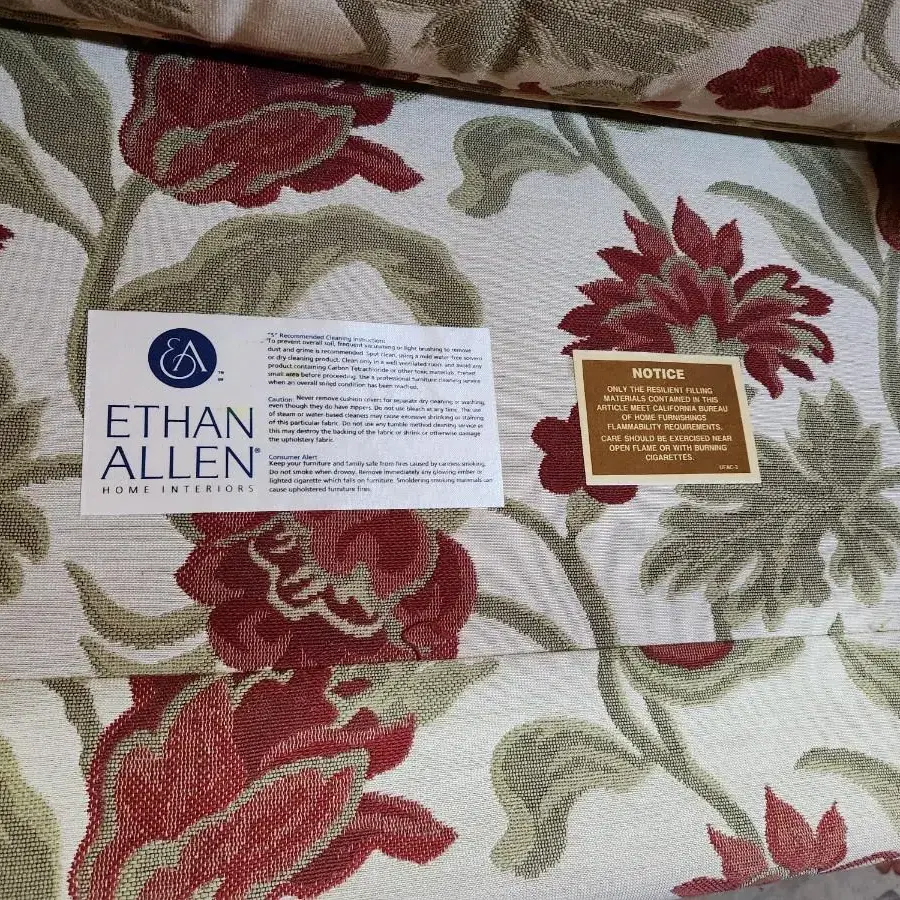 EA
TM
ETHAN
ALLEN®
HOME INTERIORS
"S" Recommended Cleaning Instructions
To prevent overall soil, frequent vacuuming or light brushing to remove
dust and grime is recommended. Spot clean, using a mild water-free solvent
or dry cleaning product. Clean only in a well ventilated room and avoid any
product containing Carbon Tetrachloride or other toxic materials. Pretest
small area before proceeding. Use a professional furniture cleaning service
when an overall soiled condition has been reached.
Caution: Never remove cushion covers for separate dry cleaning or washing,
even though they do have zippers. Do not use bleach at any time. The use
of steam or water-based cleaners may cause excessive shrinking or staining
of this particular fabric. Do not use any tumble method cleaning service as
this may destroy the backing of the fabric or shrink or otherwise damage
the upholstery fabric.
Consumer Alert
Keep your furniture and family safe from fires caused by careless smoking.
Do not smoke when drowsy. Remove immediately any glowing ember or
lighted cigarette which falls on furniture. Smoldering smoking materials can
cause upholstered furniture fires.
NOTICE
ONLY THE RESILIENT FILLING
MATERIALS CONTAINED IN THIS
ARTICLE MEET CALIFORNIA BUREAU
OF HOME FURNISHINGS
FLAMMABILITY REQUIREMENTS.
CARE SHOULD BE EXERCISED NEAR
OPEN FLAME OR WITH BURNING
CIGARETTES.
UFAC-3